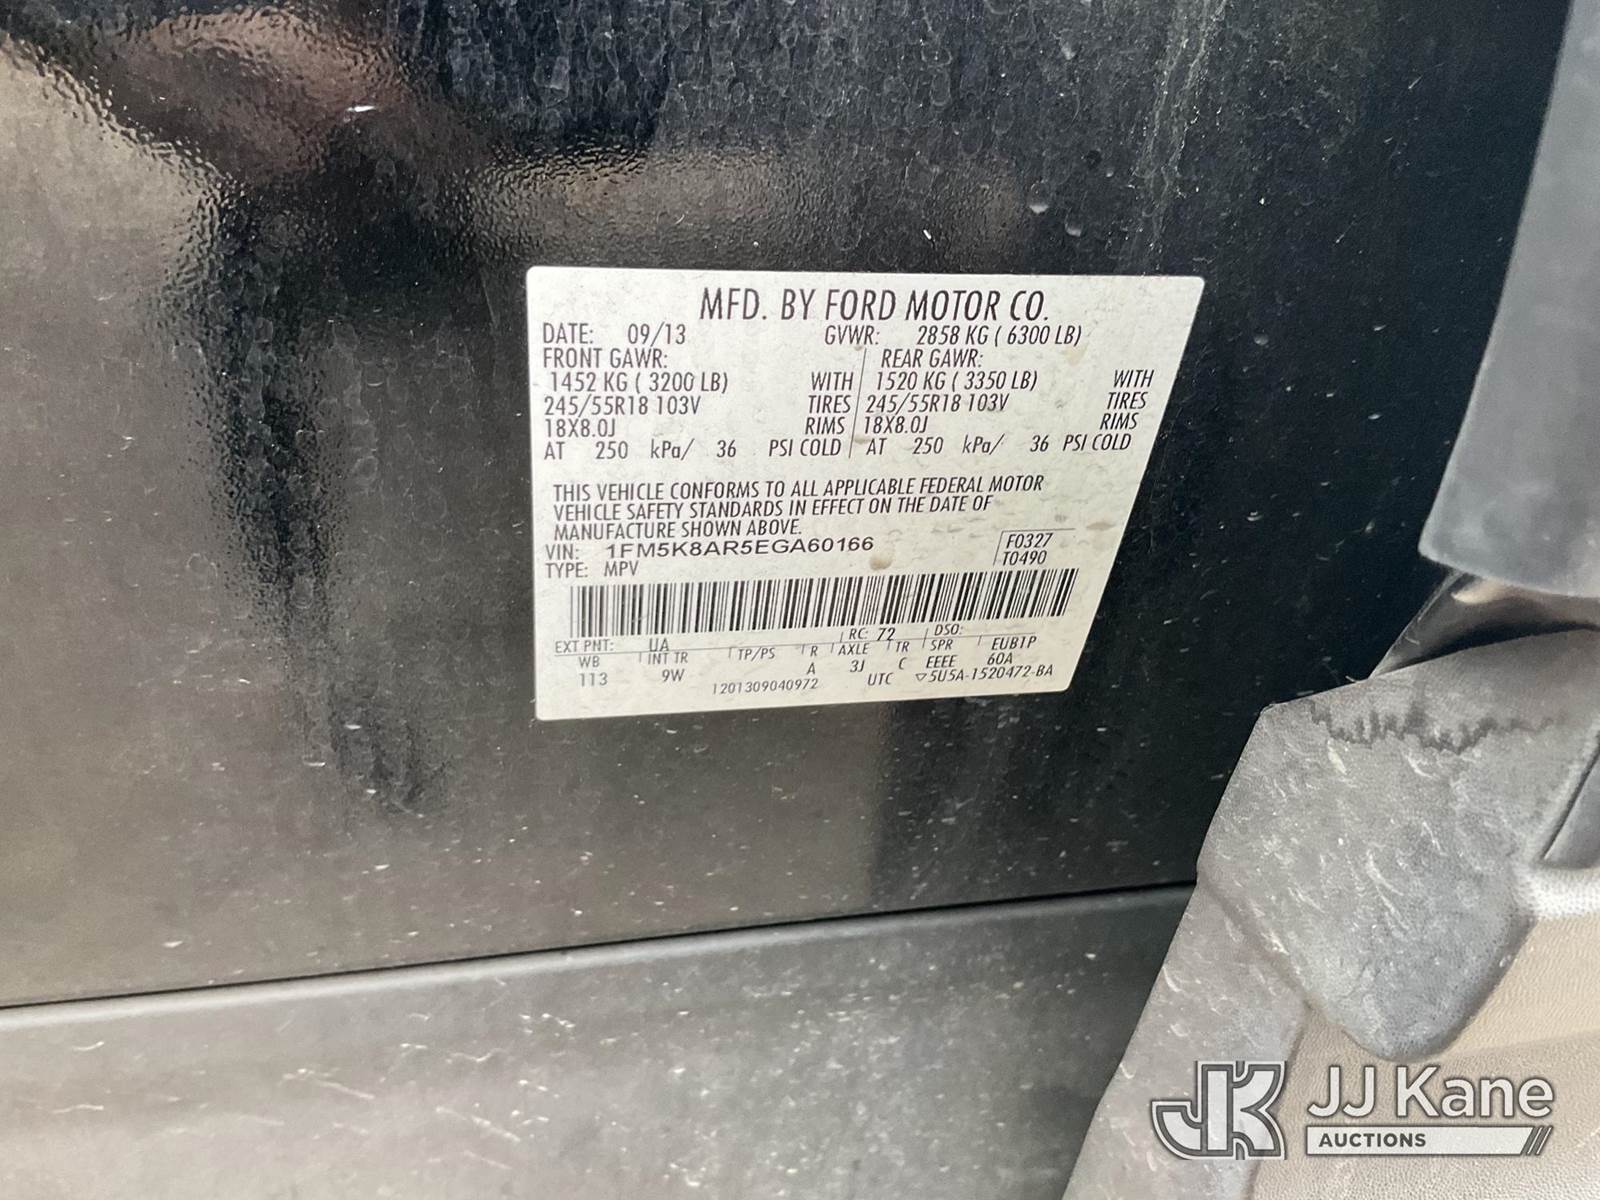 MFD. BY FORD MOTOR CO.
DATE: 09/13 GVWR: 2858 KG ( 6300 LB)
FRONT GAWR: REAR GAWR:
1452 KG ( 3200 LB) WITH 1520 KG ( 3350 LB) WITH
245/55R18 103V TIRES 245/55R18 103V TIRES
18X8.0J RIMS 18X8.0J RIMS
AT 250 kPa/ 36 PSI COLD AT 250 kPa/ 36 PSI COLD
THIS VEHICLE CONFORMS TO ALL APPLICABLE FEDERAL MOTOR
VEHICLE SAFETY STANDARDS IN EFFECT ON THE DATE OF
MANUFACTURE SHOWN ABOVE.
VIN: 1FM5K8AR5EGA60166 F0327
TYPE: MPV T0490
EXT PNT: UA RC: 72 DSO:
WB INT TR TP/PS R AXLE TR SPR EUB1P
113 9W A 3J C EEEE 60A
1201309040972 UTC ▽5U5A-1520472-BA
JK JJ Kane
AUCTIONS